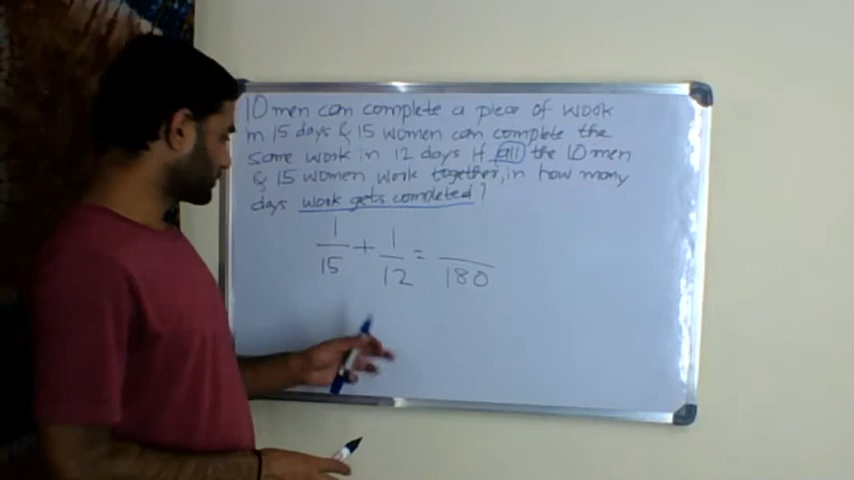 10 men can complete a piece of work
in 15 days & 15 women can complete the
same work in 12 days if all the 10 men
& 15 women work together, in how many
days work gets completed?
1/15 + 1/12 = /180